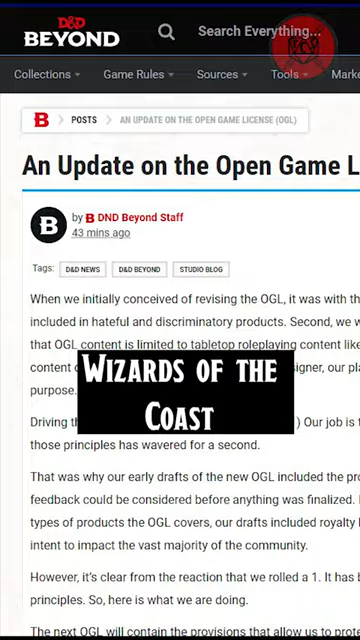 D&D
BEYOND
Search Everything...
Collections
Game Rules
Sources
Tools
Marke
B
POSTS
AN UPDATE ON THE OPEN GAME LICENSE (OGL)
An Update on the Open Game L
B
by B DND Beyond Staff
43 mins ago
Tags:
D&D NEWS
D&D BEYOND
STUDIO BLOG
When we initially conceived of revising the OGL, it was with th
included in hateful and discriminatory products. Second, we w
that OGL content is limited to tabletop roleplaying content like
content signer, our pla
purpose.
WIZARDS OF THE
COAST
Driving th ) Our job is t
those principles has wavered for a second.
That was why our early drafts of the new OGL included the pro
feedback could be considered before anything was finalized. I
types of products the OGL covers, our drafts included royalty l
intent to impact the vast majority of the community.
However, it's clear from the reaction that we rolled a 1. It has b
principles. So, here is what we are doing.
The next OGL will contain the provisions that allow us to prote